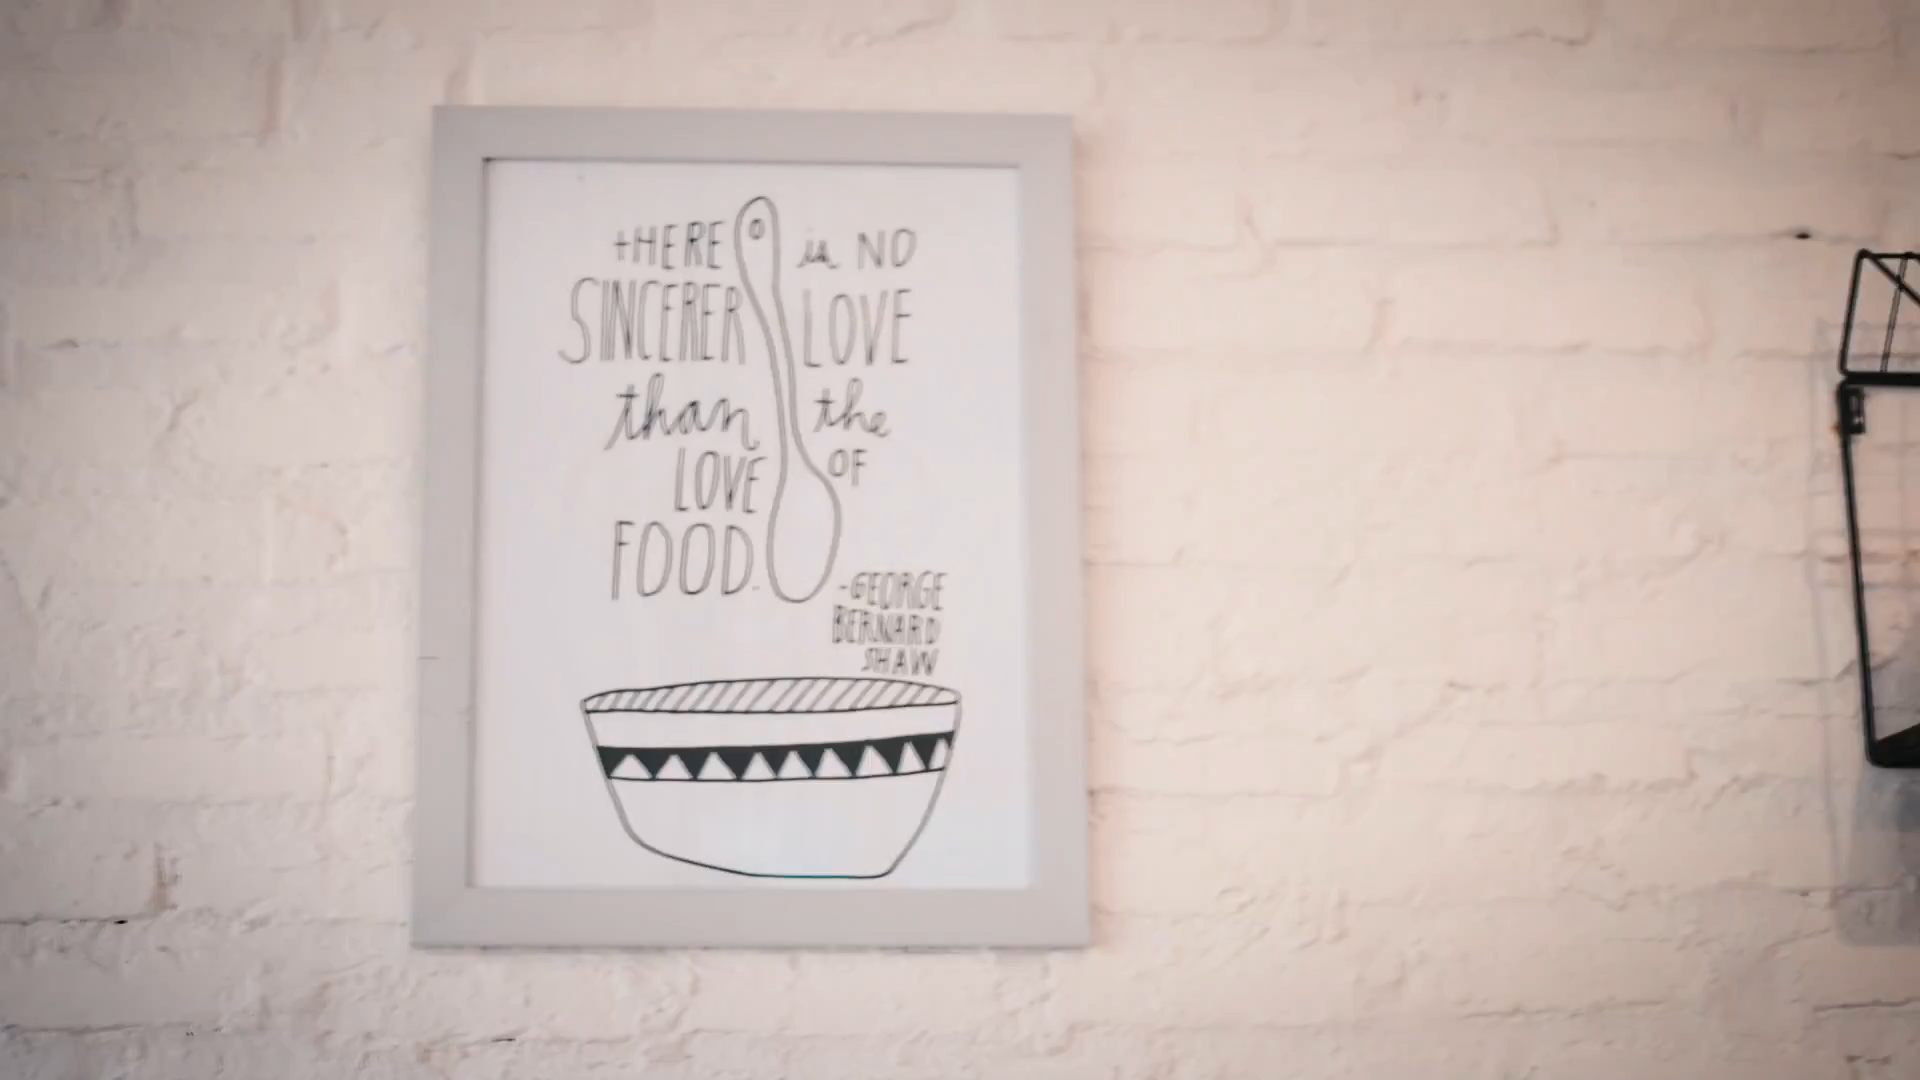 tHERE is NO
SINCERER LOVE
than the
LOVE OF
FOOD.
-GEORGE
BERNARD
SHAW